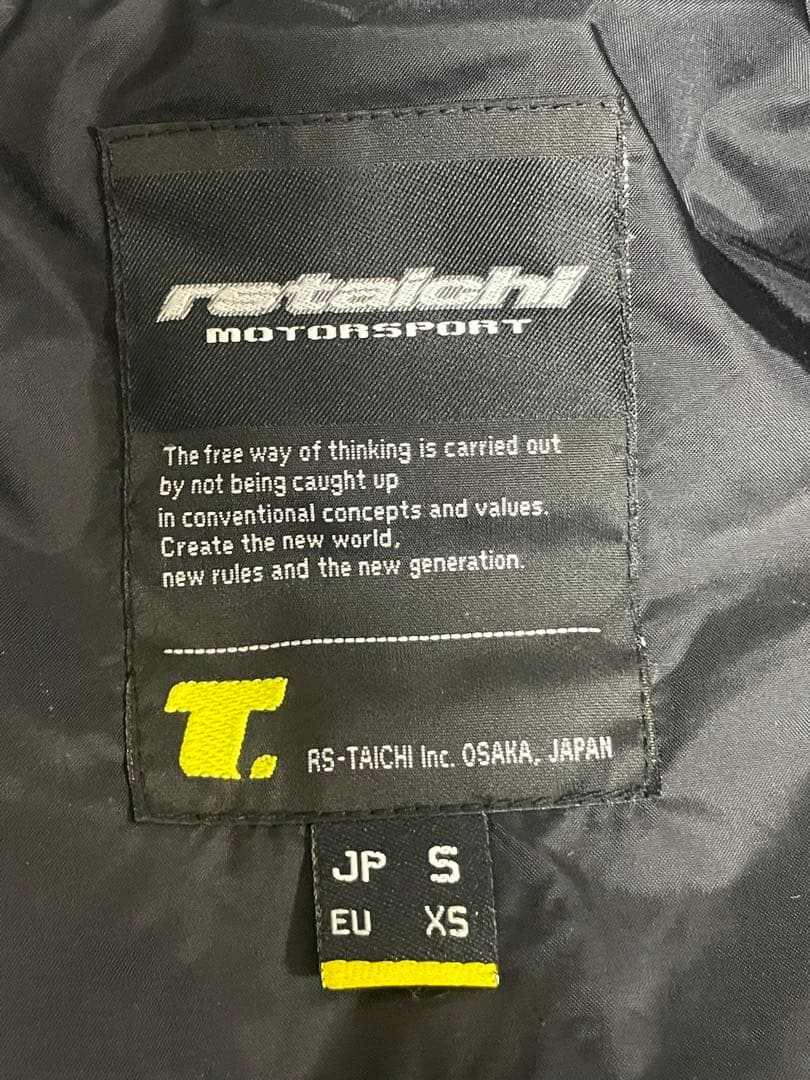 rstaichi
MOTORSPORT
The free way of thinking is carried out
by not being caught up
in conventional concepts and values.
Create the new world,
new rules and the new generation.
T.
RS-TAICHI Inc. OSAKA, JAPAN
JP S
EU XS